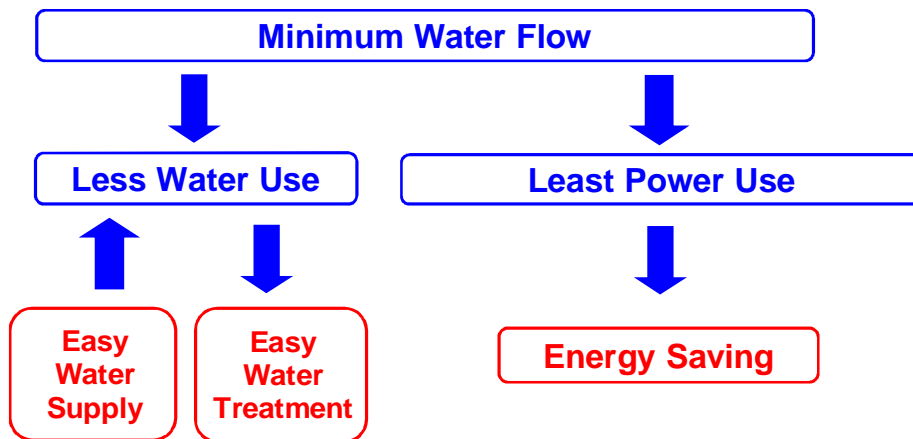 Minimum Water Flow
Less Water Use
Least Power Use
Easy
Water
Supply
Easy
Water
Treatment
Energy Saving